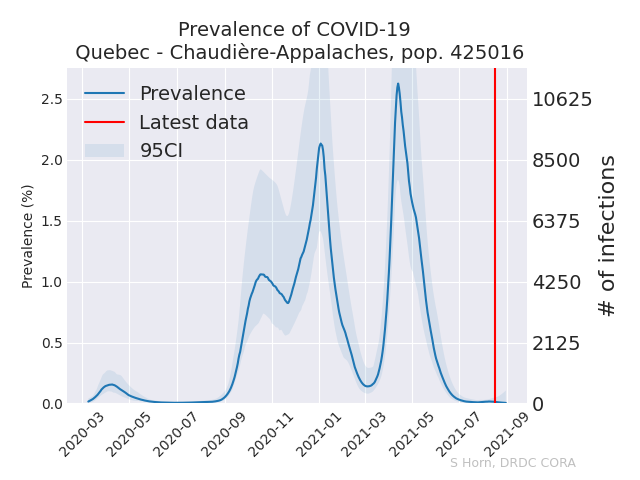 Prevalence of COVID-19
Quebec - Chaudière-Appalaches, pop. 425016
Prevalence
Latest data
95CI
Prevalence (%)
2.5
2.0
1.5
1.0
0.5
0.0
10625
8500
6375
4250
2125
0
# of infections
2020-03
2020-05
2020-07
2020-09
2020-11
2021-01
2021-03
2021-05
2021-07
2021-09
S Horn, DRDC CORA